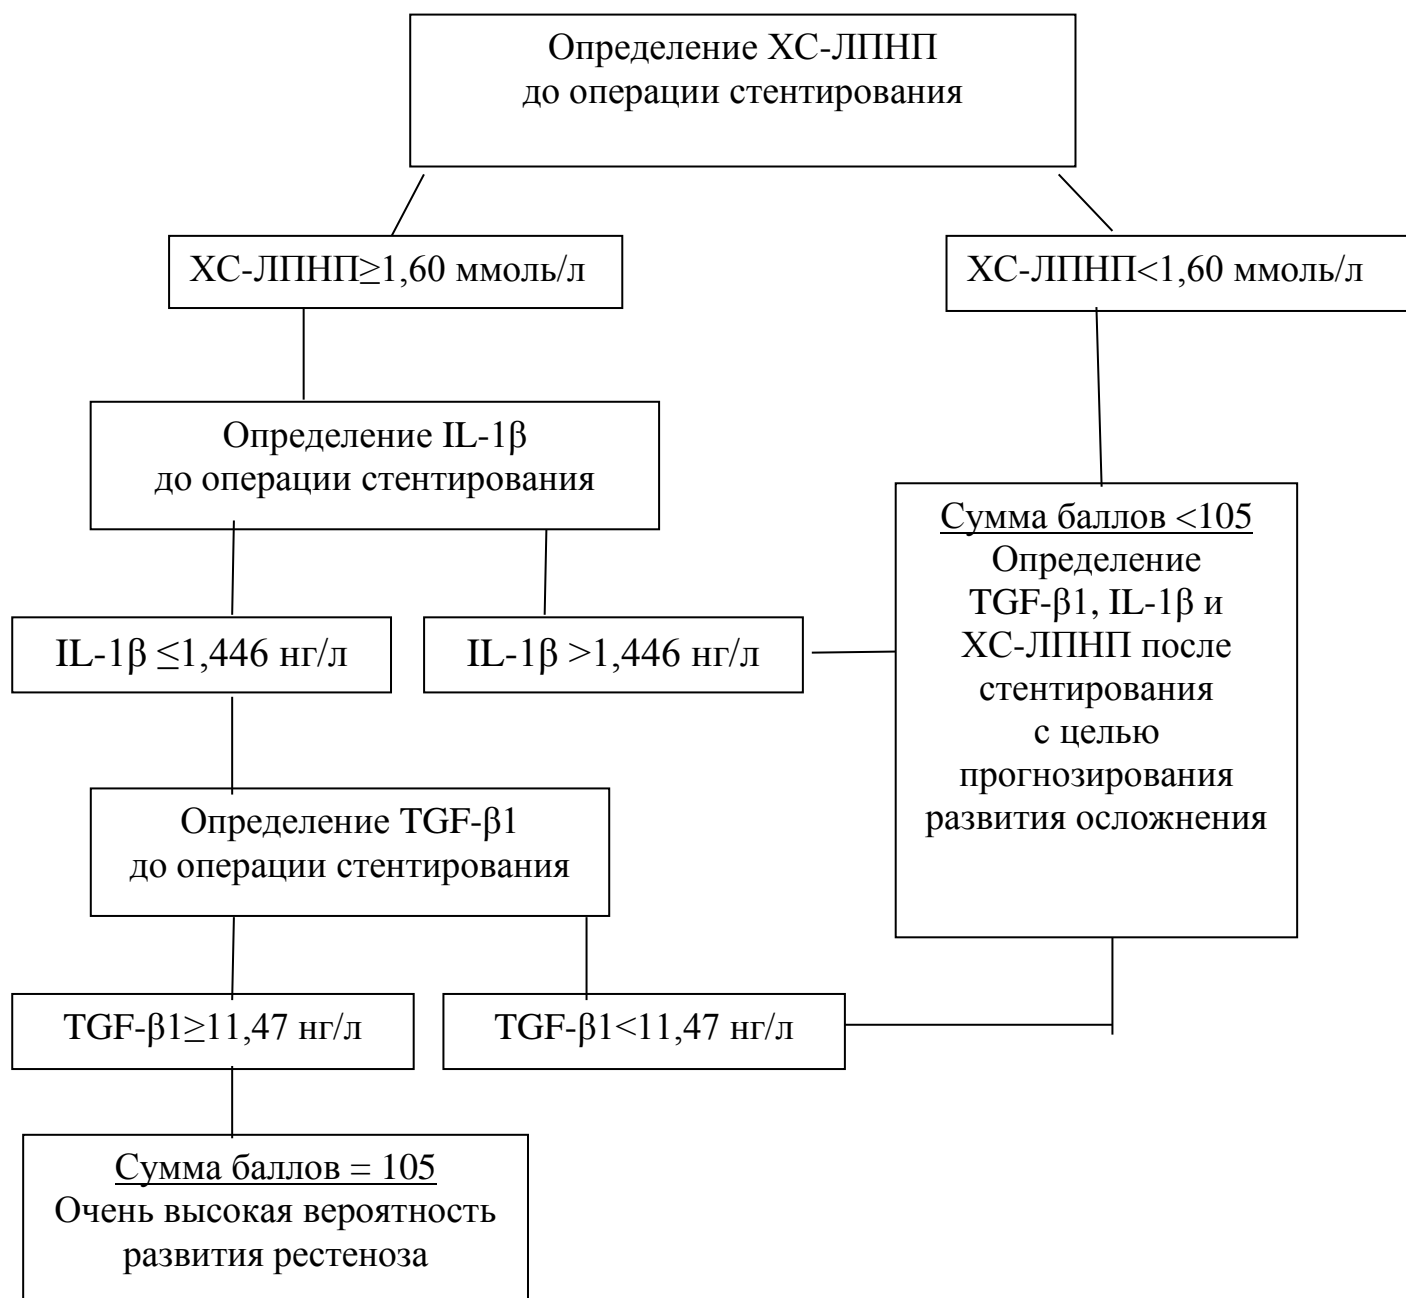 Определение ХС-ЛПНП
до операции стентирования
ХС-ЛПНП≥1,60 ммоль/л
ХС-ЛПНП<1,60 ммоль/л
Определение IL-1β
до операции стентирования
IL-1β ≤1,446 нг/л
IL-1β >1,446 нг/л
Сумма баллов <105
Определение
TGF-β1, IL-1β и
ХС-ЛПНП после
стентирования
с целью
прогнозирования
развития осложнения
Определение TGF-β1
до операции стентирования
TGF-β1≥11,47 нг/л
TGF-β1<11,47 нг/л
Сумма баллов = 105
Очень высокая вероятность
развития рестеноза